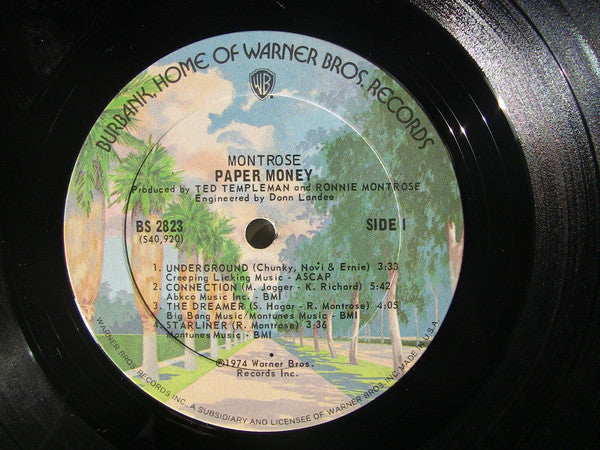 BURBANK, HOME OF WARNER BROS. RECORDS
WB
MONTROSE
PAPER MONEY
Produced by TED TEMPLEMAN and RONNIE MONTROSE
Engineered by Donn Landee
BS 2823
(S40,920)
SIDE 1
1. UNDERGROUND (Chunky, Novi & Ernie) 3:33
Creeping Licking Music - ASCAP
2. CONNECTION (M. Jagger - K. Richard) 5:42
Abkco Music Inc. - BMI
3. THE DREAMER (S. Hagar - R. Montrose) 4:05
Big Bang Music/Montunes Music - BMI
4. STARLINER (R. Montrose) 3:36
Montunes Music - BMI
©1974 Warner Bros.
Records Inc.
WARNER BROS. RECORDS INC. A SUBSIDIARY AND LICENSEE OF WARNER BROS. INC. MADE IN U.S.A.